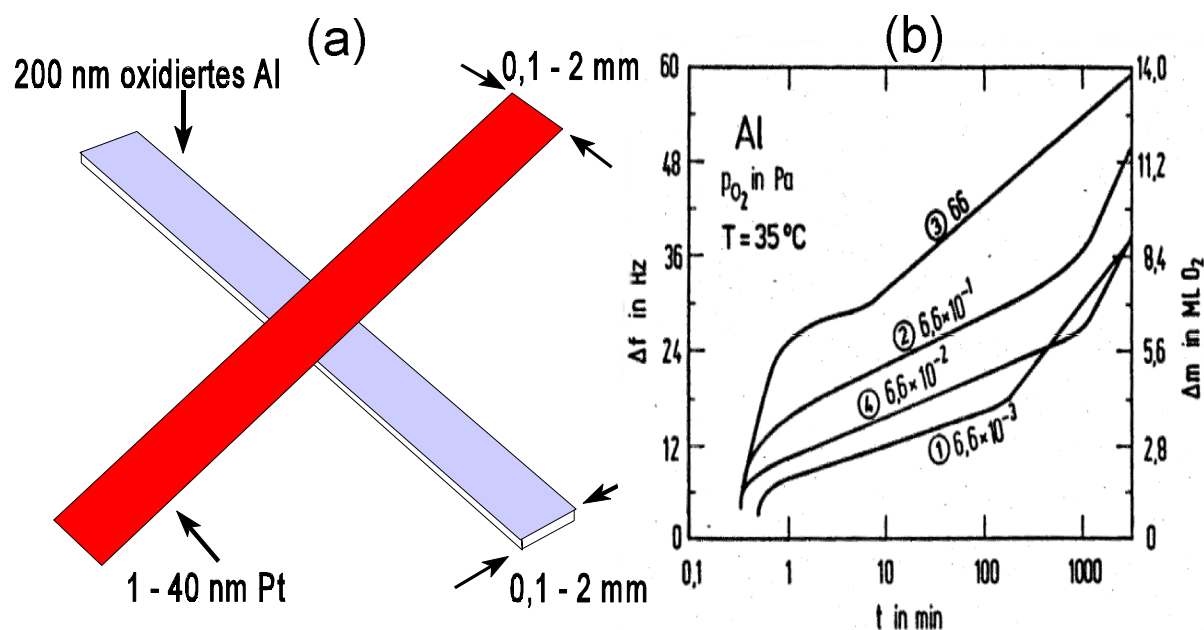 (a)
200 nm oxidiertes Al
0,1 - 2 mm
1 - 40 nm Pt
0,1 - 2 mm
(b)
60
48
36
24
12
0
Δf in Hz
Al
pO₂ in Pa
T = 35°C
③ 66
② 6,6×10⁻¹
④ 6,6×10⁻²
① 6,6×10⁻³
14,0
11,2
8,4
5,6
2,8
0
Δm in ML O₂
0,1 1 10 100 1000
t in min